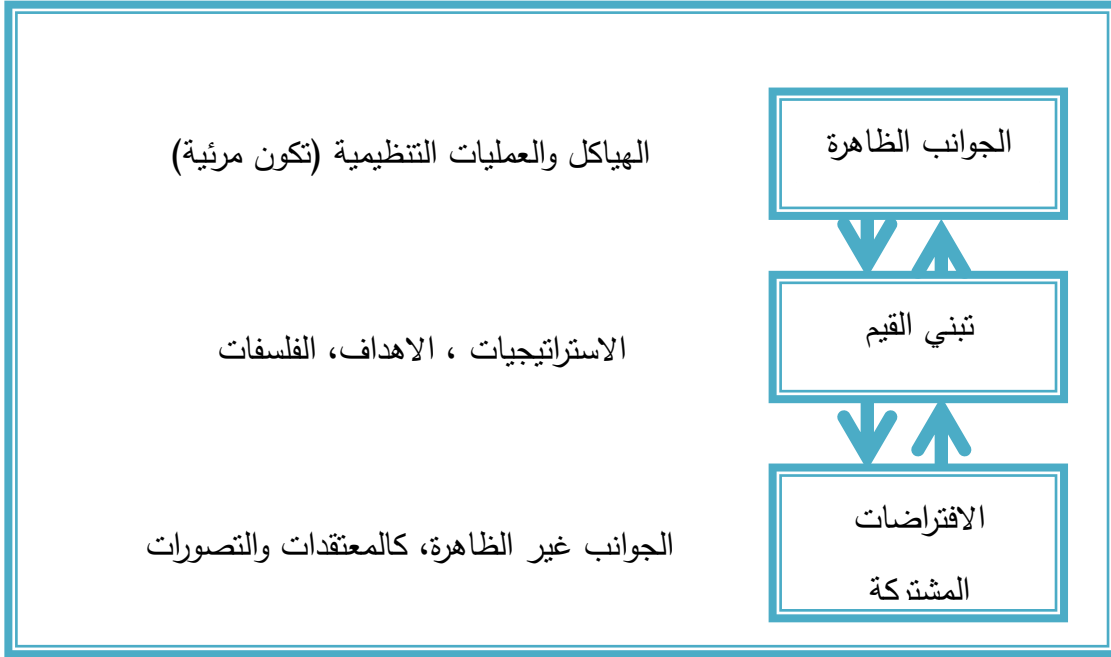 الجوانب الظاهرة
الهياكل والعمليات التنظيمية (تكون مرئية)
تبني القيم
الاستراتيجيات ، الاهداف، الفلسفات
الافتراضات
المشتركة
الجوانب غير الظاهرة، كالمعتقدات والتصورات